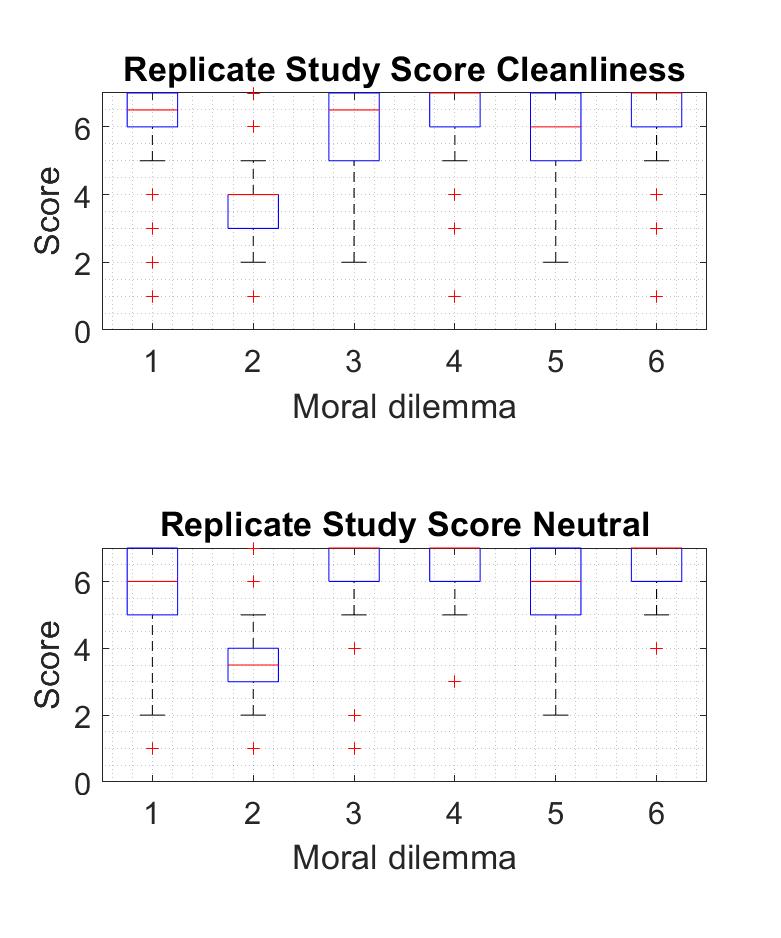 Replicate Study Score Cleanliness
6
4
2
0
Score
1 2 3 4 5 6
Moral dilemma
Replicate Study Score Neutral
6
4
2
0
Score
1 2 3 4 5 6
Moral dilemma